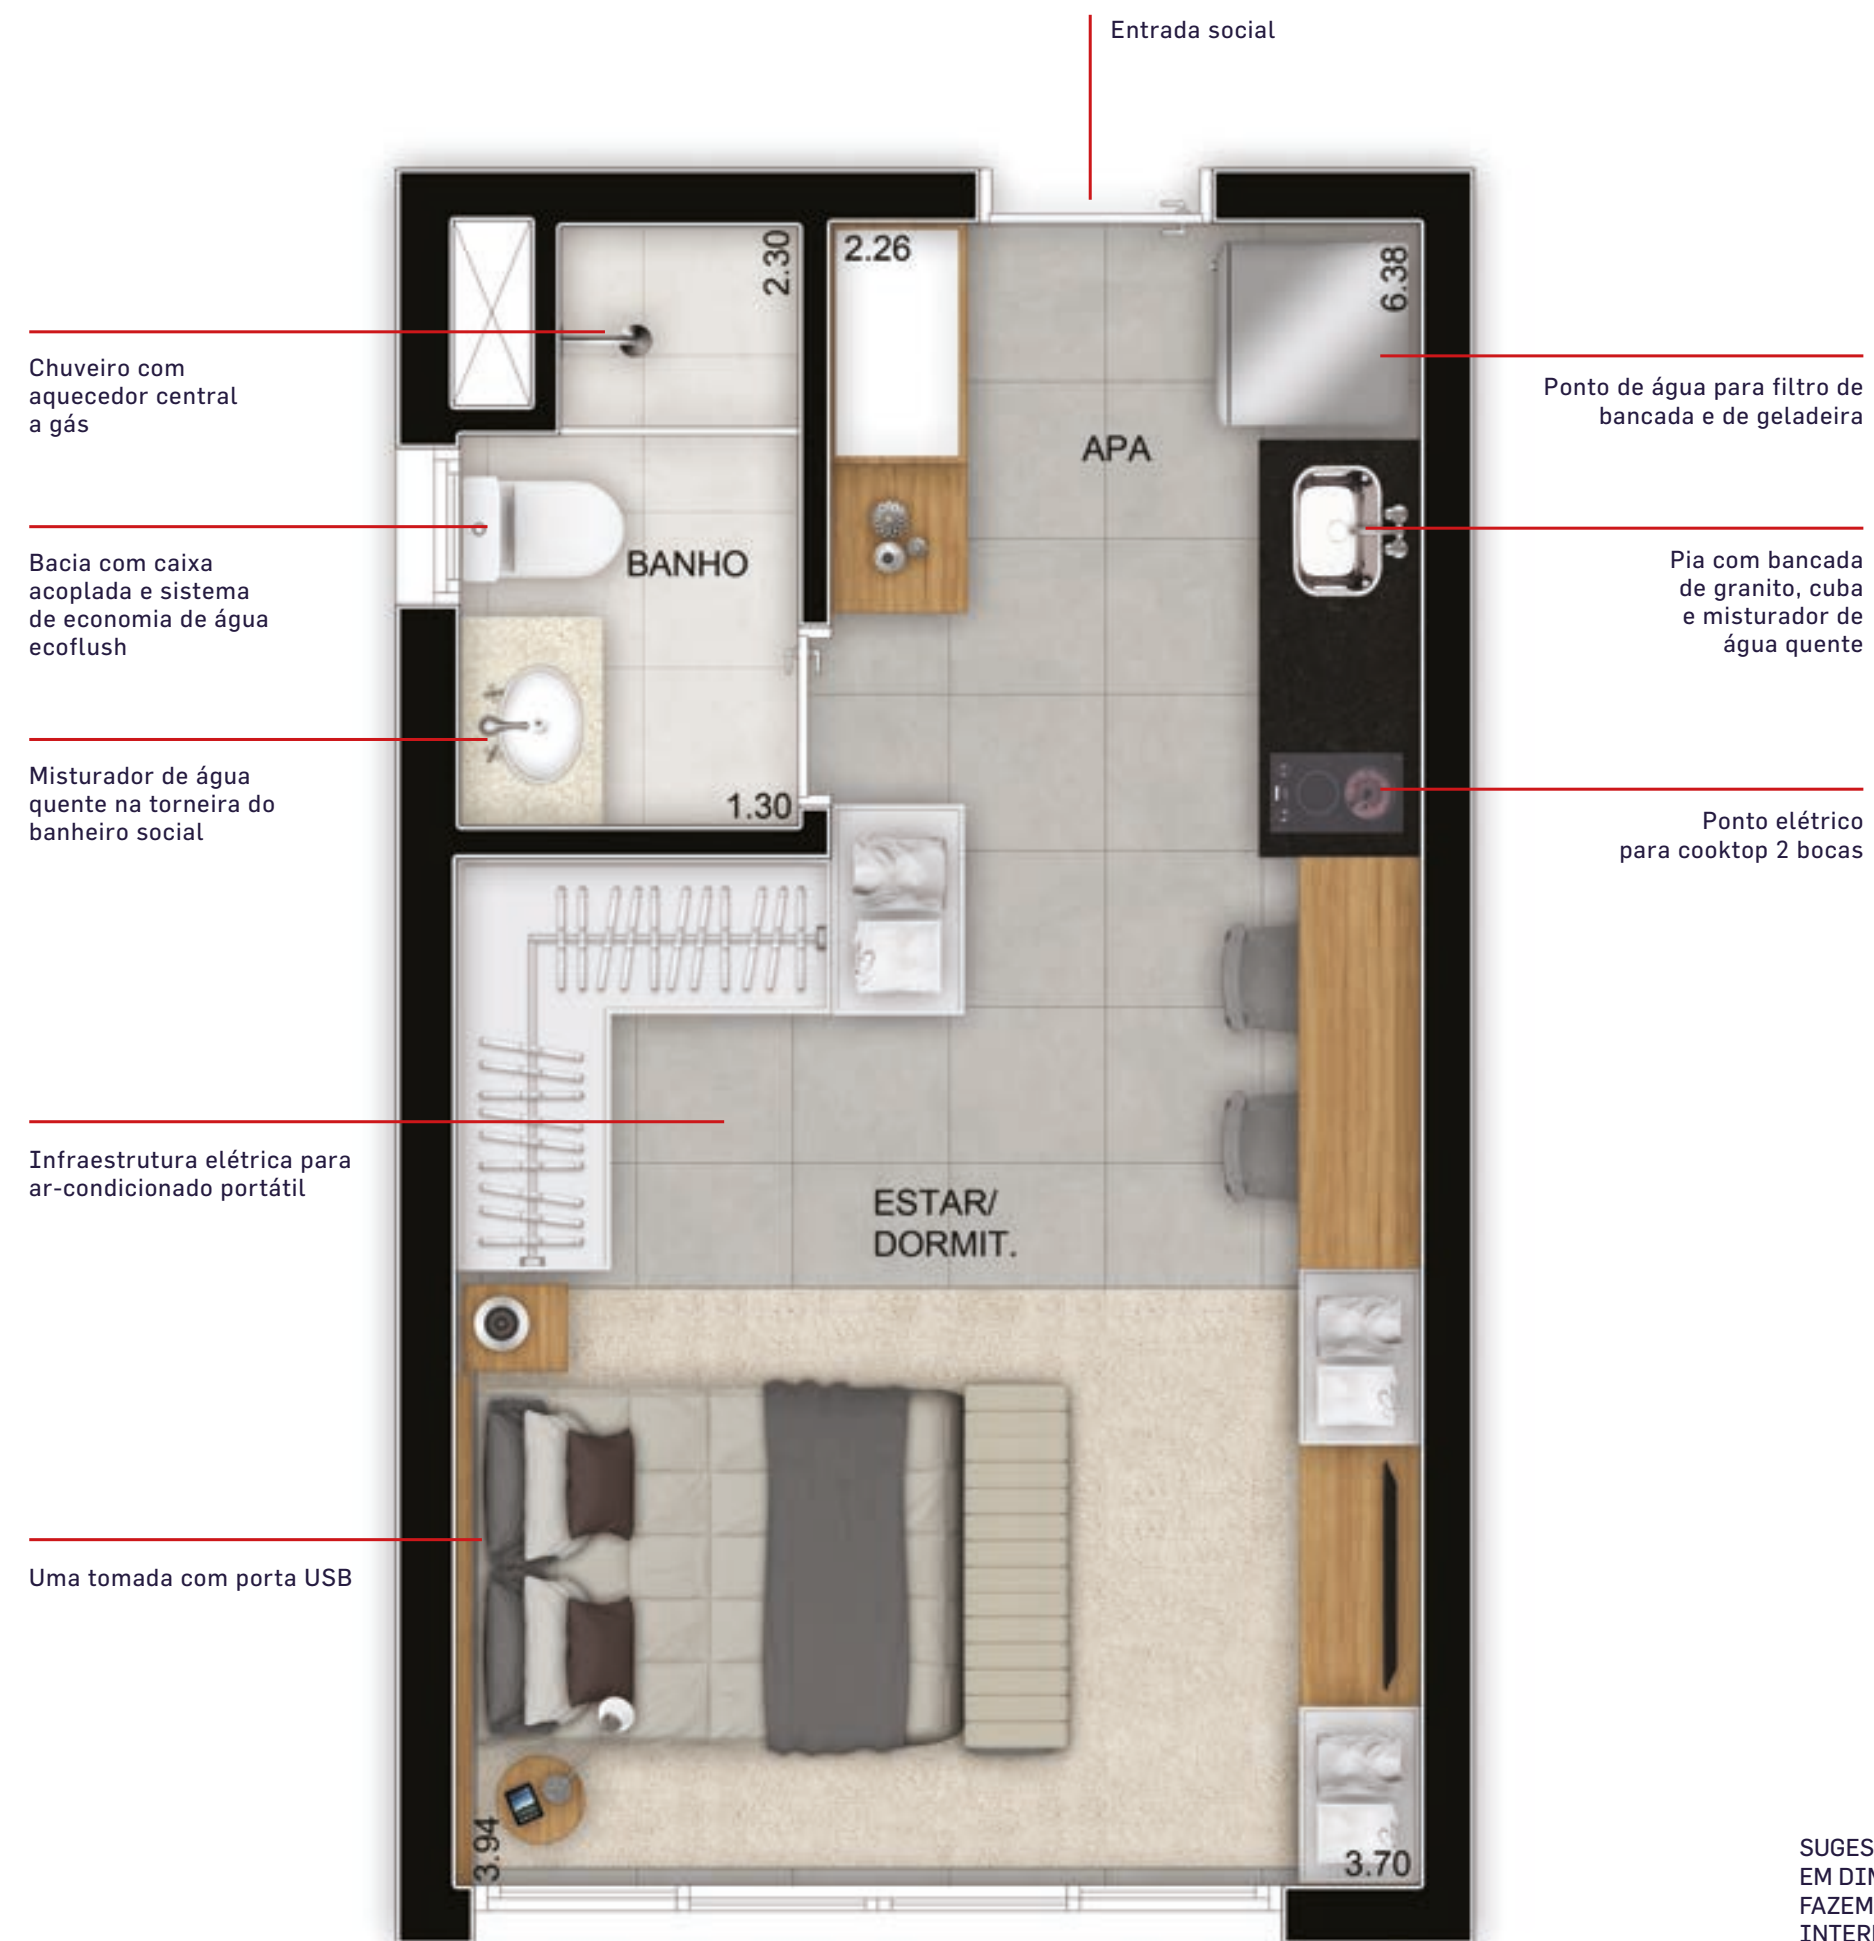 Entrada social
2.30
2.26
6.38
Chuveiro com
aquecedor central
a gás
Ponto de água para filtro de
bancada e de geladeira
APA
Bacia com caixa
acoplada e sistema
de economia de água
ecoflush
BANHO
Pia com bancada
de granito, cuba
e misturador de
água quente
Misturador de água
quente na torneira do
banheiro social
1.30
Ponto elétrico
para cooktop 2 bocas
Infraestrutura elétrica para
ar-condicionado portátil
ESTAR/
DORMIT.
Uma tomada com porta USB
3.94
3.70
EM
FAZEM